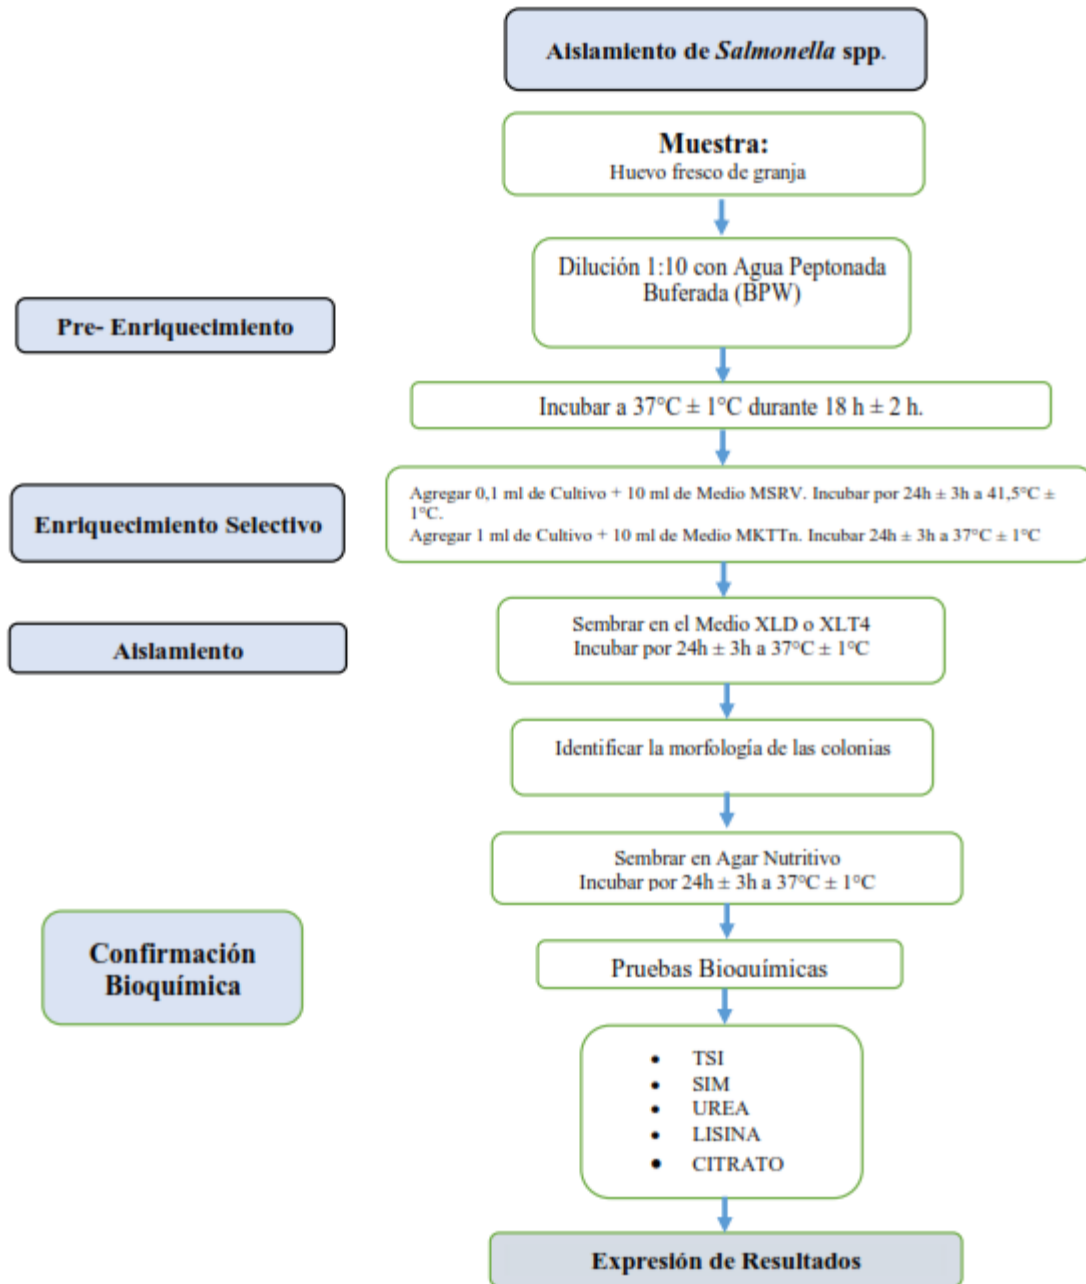 Aislamiento de Salmonella spp.
Muestra:
Huevo fresco de granja
Dilución 1:10 con Agua Peptonada
Buferada (BPW)
Pre- Enriquecimiento
Incubar a 37°C ± 1°C durante 18 h ± 2 h.
Enriquecimiento Selectivo
Agregar 0,1 ml de Cultivo + 10 ml de Medio MSRV. Incubar por 24h ± 3h a 41,5°C ±
1°C.
Agregar 1 ml de Cultivo + 10 ml de Medio MKTTn. Incubar 24h ± 3h a 37°C ± 1°C
Aislamiento
Sembrar en el Medio XLD o XLT4
Incubar por 24h ± 3h a 37°C ± 1°C
Identificar la morfología de las colonias
Sembrar en Agar Nutritivo
Incubar por 24h ± 3h a 37°C ± 1°C
Confirmación
Bioquímica
Pruebas Bioquímicas
• TSI
• SIM
• UREA
• LISINA
• CITRATO
Expresión de Resultados